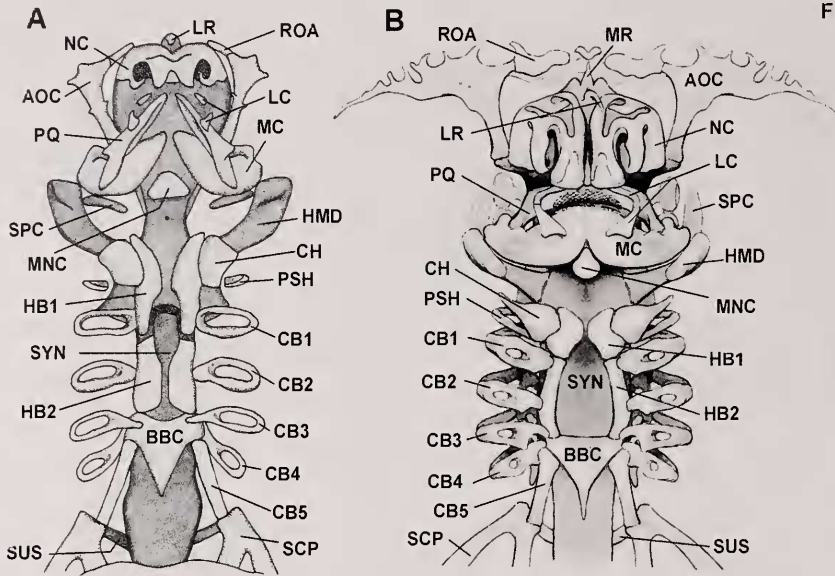 A
LR
ROA
NC
AOC
LC
PQ
MC
SPC
HMD
MNC
CH
PSH
HB1
CB1
SYN
CB2
HB2
CB3
BBC
CB4
CB5
SUS
SCP
B
F
ROA
MR
AOC
LR
NC
LC
PQ
SPC
MC
CH
HMD
PSH
MNC
CB1
HB1
CB2
SYN
HB2
CB3
BBC
CB4
CB5
SCP
SUS